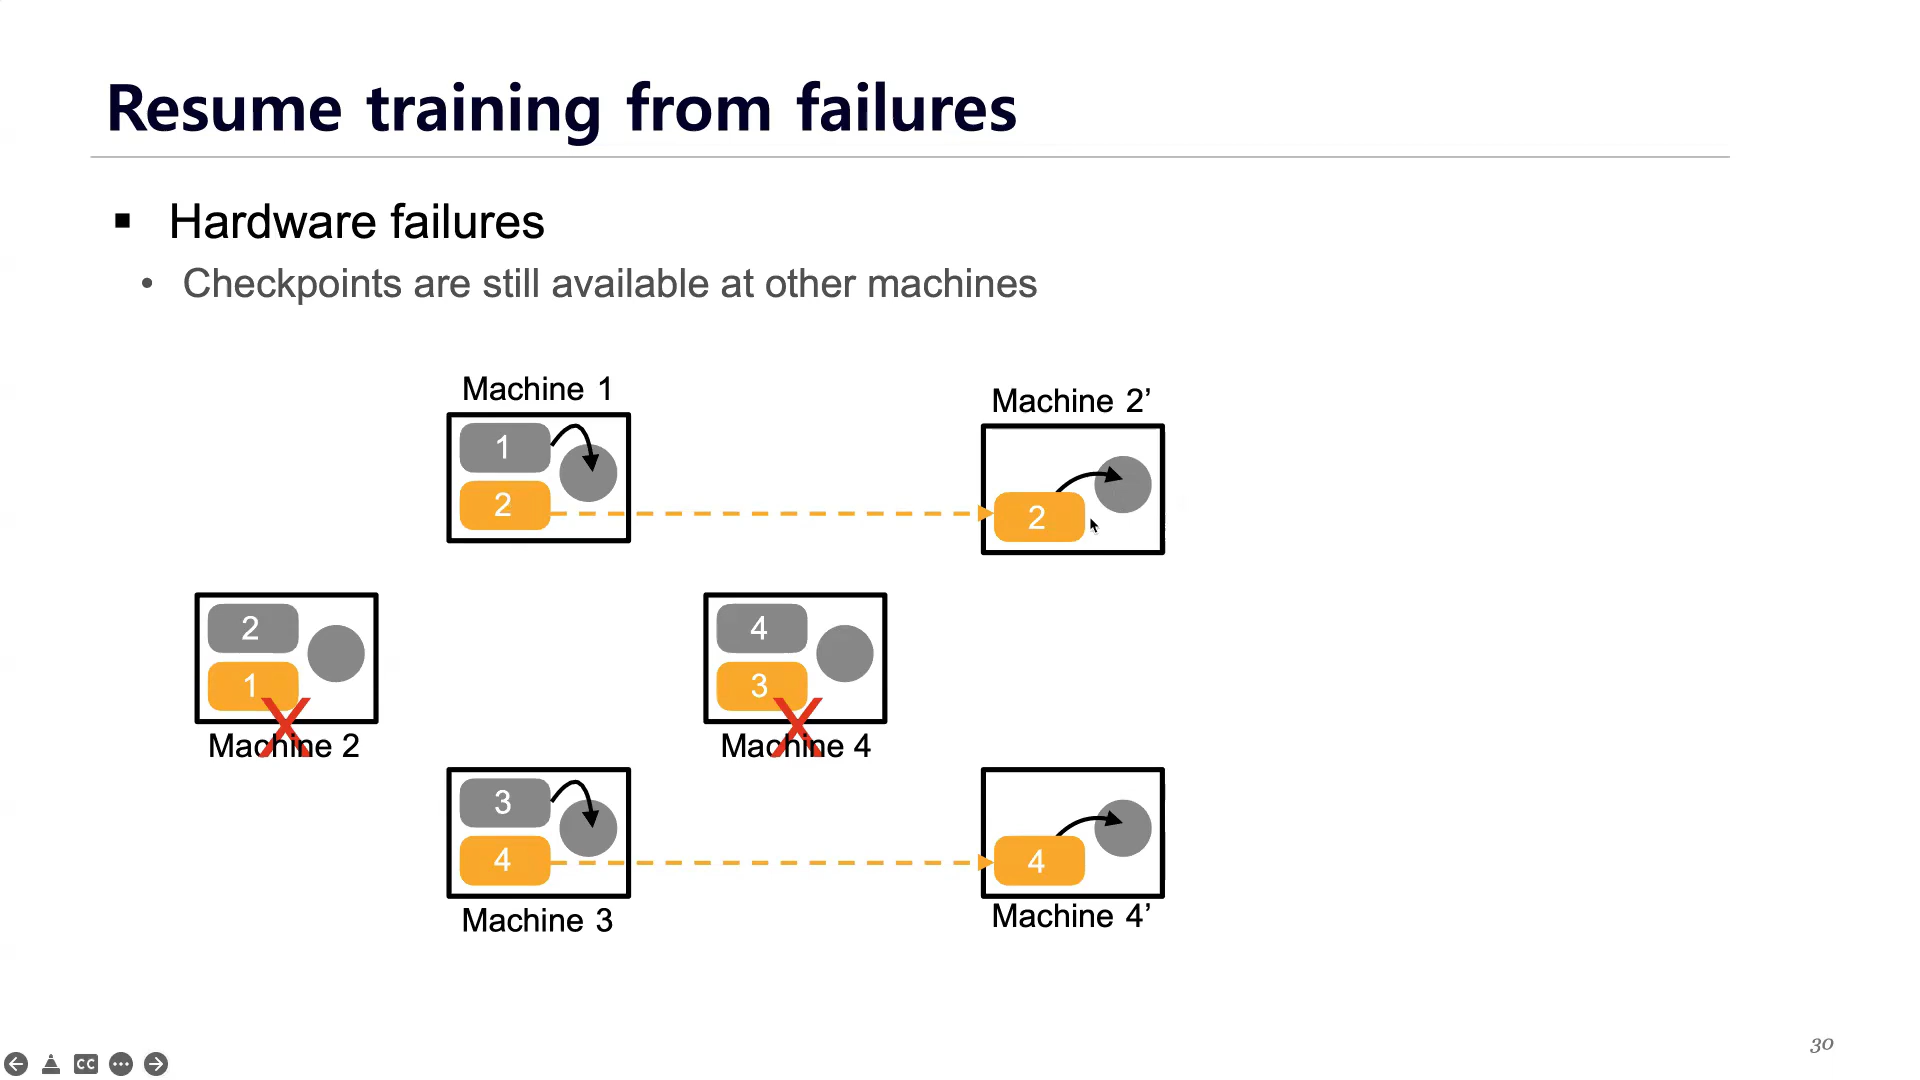 Resume training from failures
▪ Hardware failures
• Checkpoints are still available at other machines
Machine 1
1
2
Machine 2’
2
2
1
Machine 2
4
3
Machine 4
3
4
Machine 3
4
Machine 4’
CC
30